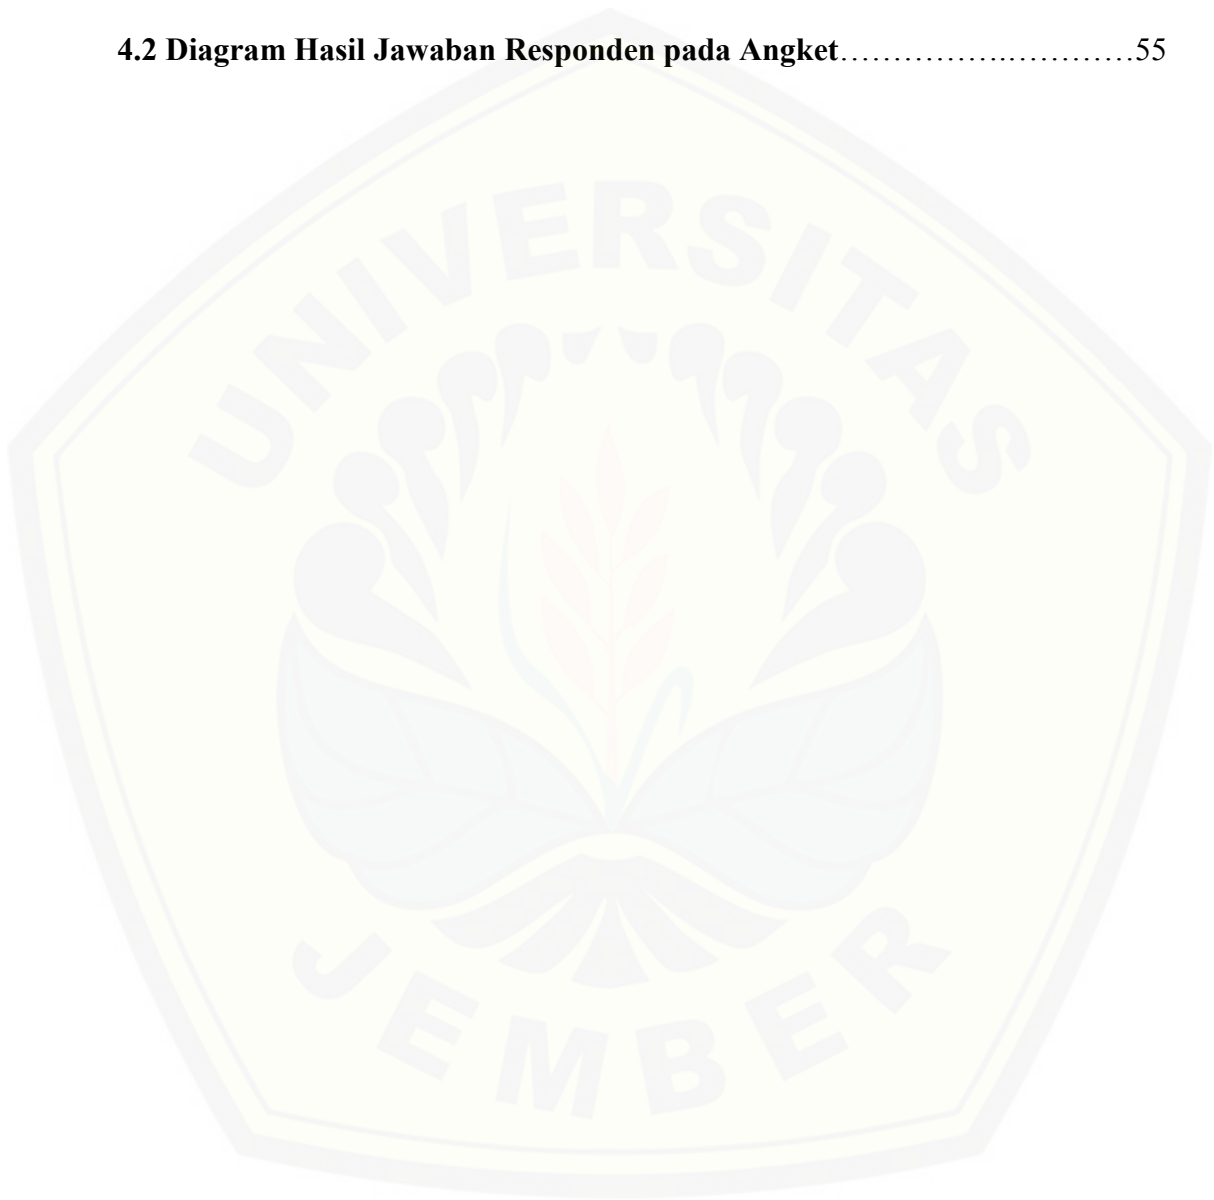 4.2 Diagram Hasil Jawaban Responden pada Angket…………….…………55
UNIVERSITAS
JEMBER